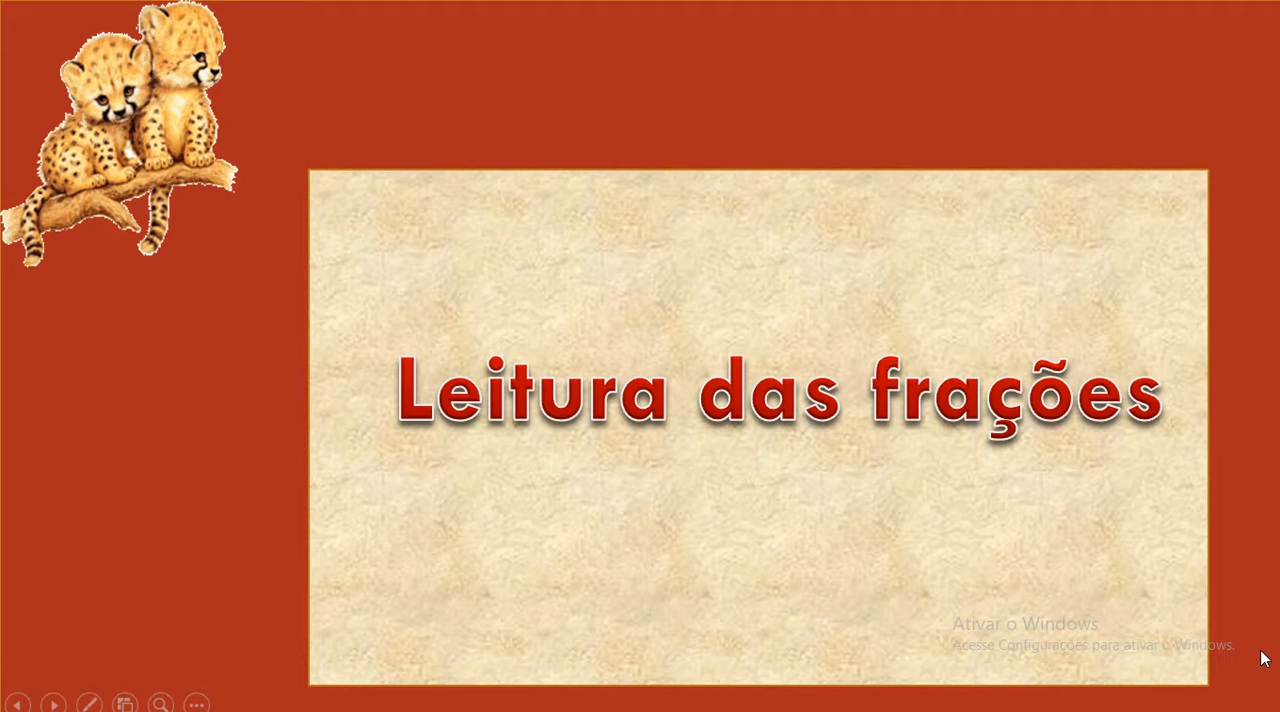 Leitura das frações
Ativar o Windows
Acesse Configurações para ativar o Windows.